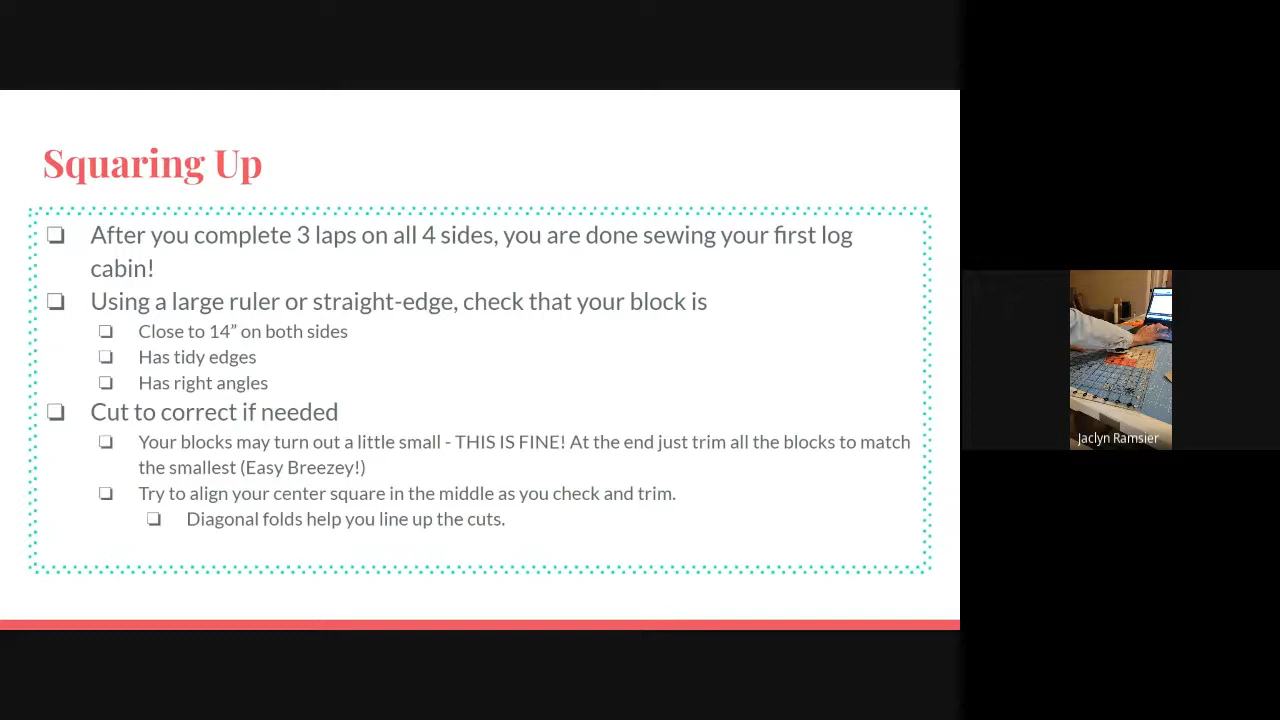 Squaring Up
❏ After you complete 3 laps on all 4 sides, you are done sewing your first log
cabin!
❏ Using a large ruler or straight-edge, check that your block is
❏ Close to 14” on both sides
❏ Has tidy edges
❏ Has right angles
❏ Cut to correct if needed
❏ Your blocks may turn out a little small - THIS IS FINE! At the end just trim all the blocks to match
the smallest (Easy Breezey!)
❏ Try to align your center square in the middle as you check and trim.
❏ Diagonal folds help you line up the cuts.
Jaclyn Ramsier